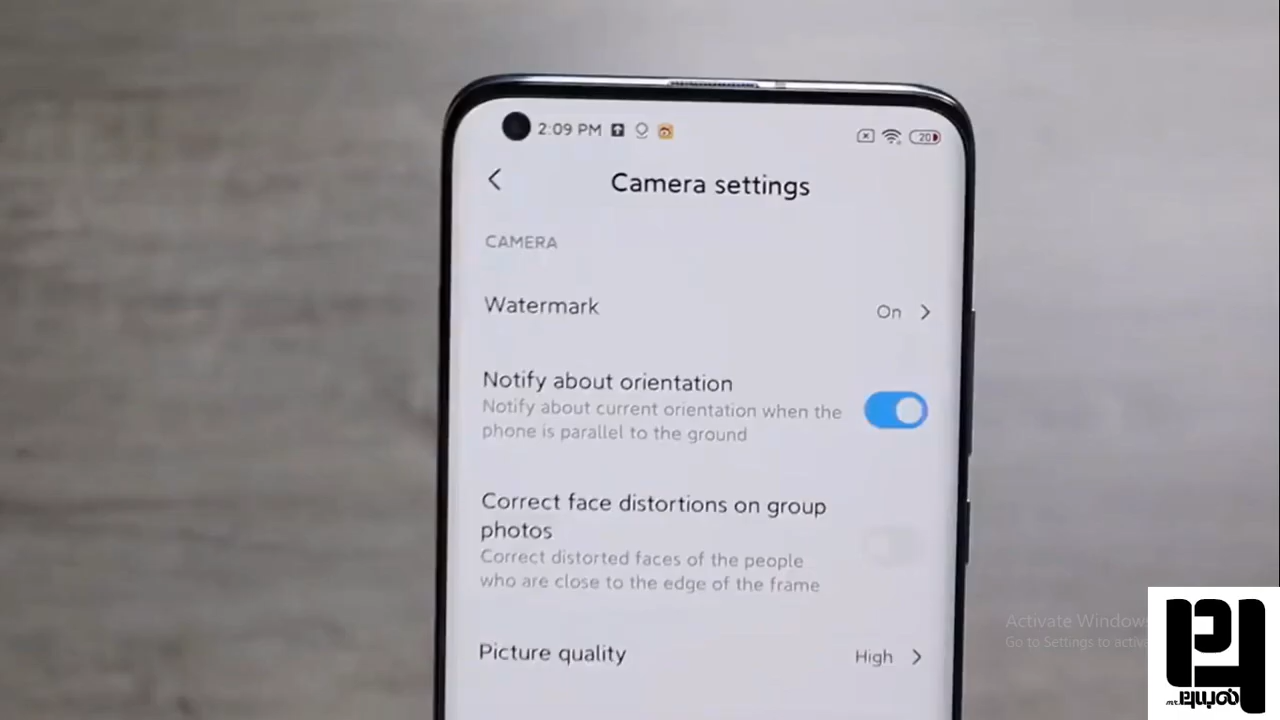 2:09 PM
20
Camera settings
CAMERA
Watermark
On
Notify about orientation
Notify about current orientation when the
phone is parallel to the ground
Correct face distortions on group
photos
Correct distorted faces of the people
who are close to the edge of the frame
Picture quality
High
Activate Windows
Go to Settings to activa